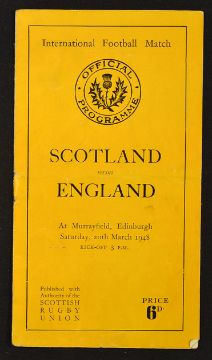 International Football Match
OFFICIAL
PROGRAMME
SCOTLAND
versus
ENGLAND
At Murrayfield, Edinburgh
Saturday, 20th March 1948
KICK-OFF 3 P.M.
Published with
Authority of the
SCOTTISH
RUGBY
UNION
PRICE
6D.